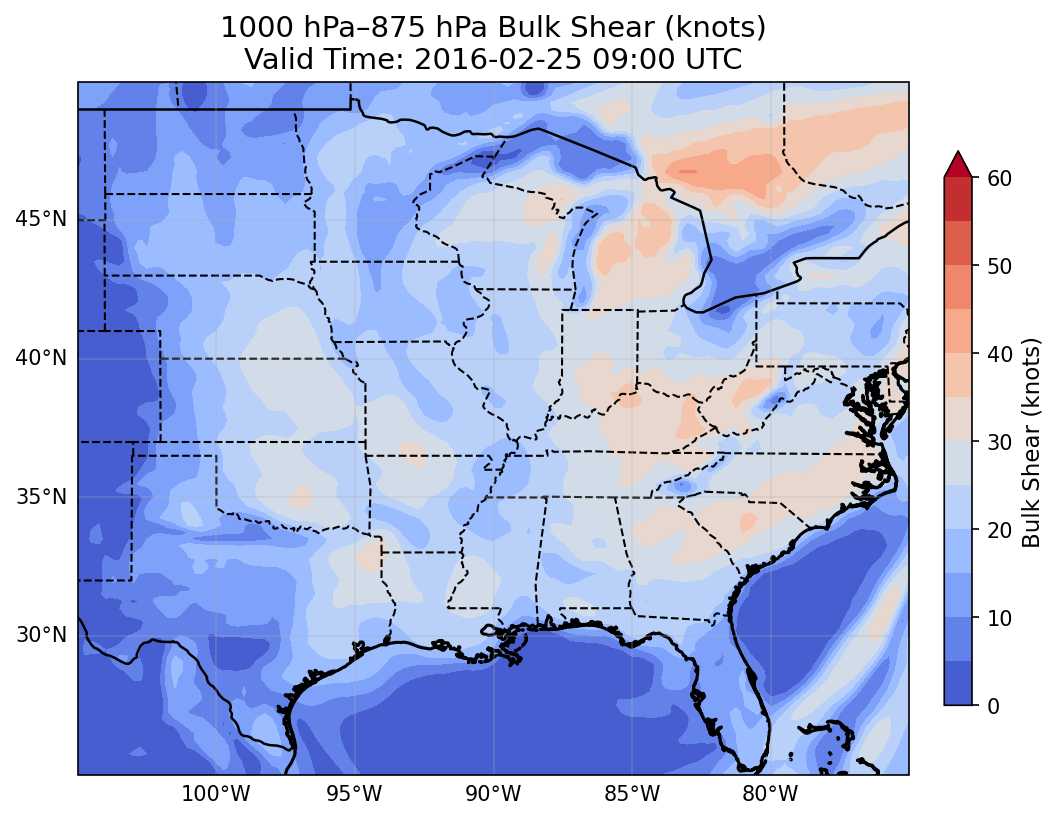 1000 hPa–875 hPa Bulk Shear (knots)
Valid Time: 2016-02-25 09:00 UTC
45°N
40°N
35°N
30°N
100°W
95°W
90°W
85°W
80°W
60
50
40
30
20
10
0
Bulk Shear (knots)